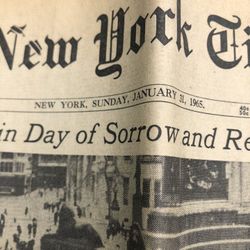 New York Ti
NEW YORK, SUNDAY, JANUARY 31, 1965.
in Day of Sorrow and Re